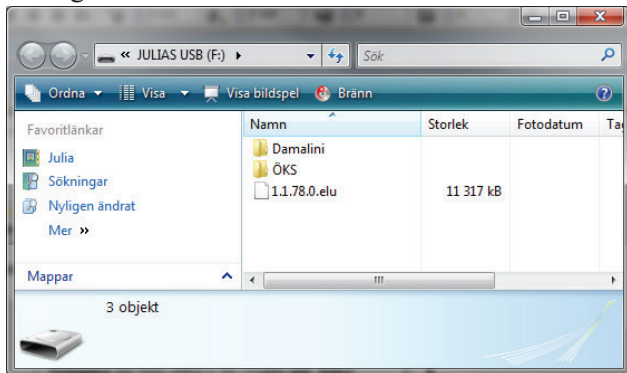 « JULIAS USB (F:)
Sök
Ordna Visa Visa bildspel Bränn
Favoritlänkar
Julia
Sökningar
Nyligen ändrat
Mer »
Mappar
Namn Storlek Fotodatum
Damalini
ÖKS
1.1.78.0.elu 11 317 kB
3 objekt